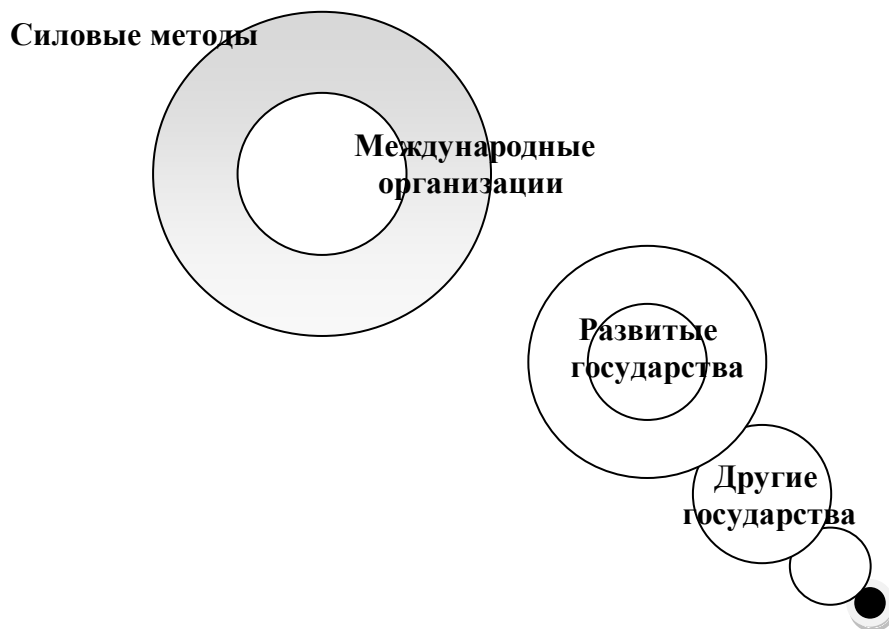 Силовые методы
Международные
организации
Развитые
государства
Другие
государства